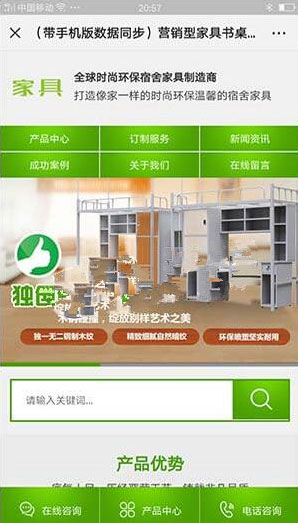 中国移动
20:57
（带手机版数据同步）营销型家具书桌...
家具
全球时尚环保宿舍家具制造商
打造像家一样的时尚环保温馨的宿舍家具
产品中心
订制服务
新闻资讯
成功案例
关于我们
在线留言
绽放别样艺术之美
独一无二钢制木纹
精致细腻自然睛纹
环保喷塑坚实耐用
请输入关键词....
产品优势
在线咨询
产品中心
电话咨询